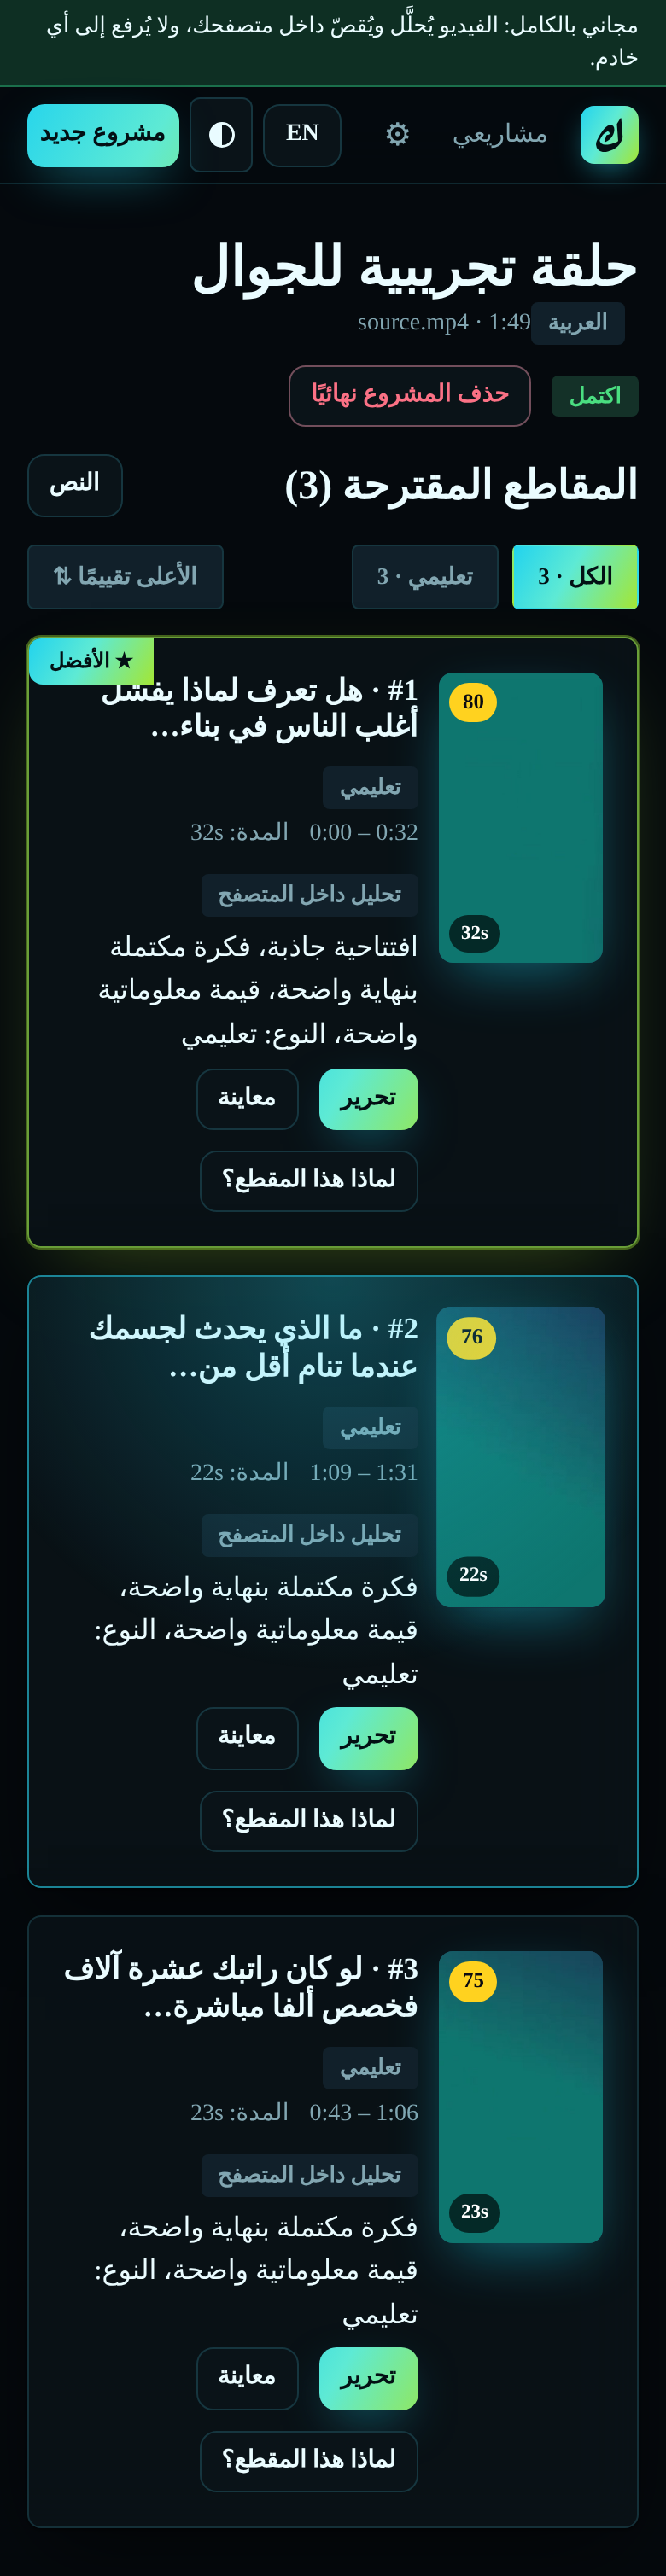 مجاني بالكامل: الفيديو يُحلَّل ويُقصّ داخل متصفحك، ولا يُرفع إلى أي
خادم.
ك
مشاريعي
EN
مشروع جديد
حلقة تجريبية للجوال
العربية
source.mp4 · 1:49
اكتمل
حذف المشروع نهائيًا
المقاطع المقترحة (3)
النص
الكل · 3
تعليمي · 3
الأعلى تقييمًا ⇅
★ الأفضل
80
32s
#1 · هل تعرف لماذا يفشل
أغلب الناس في بناء…
تعليمي
0:00 – 0:32
المدة: 32s
تحليل داخل المتصفح
افتتاحية جاذبة، فكرة مكتملة
بنهاية واضحة، قيمة معلوماتية
واضحة، النوع: تعليمي
تحرير
معاينة
لماذا هذا المقطع؟
76
22s
#2 · ما الذي يحدث لجسمك
عندما تنام أقل من…
تعليمي
1:09 – 1:31
المدة: 22s
تحليل داخل المتصفح
فكرة مكتملة بنهاية واضحة،
قيمة معلوماتية واضحة، النوع:
تعليمي
تحرير
معاينة
لماذا هذا المقطع؟
75
23s
#3 · لو كان راتبك عشرة آلاف
فخصص ألفا مباشرة…
تعليمي
0:43 – 1:06
المدة: 23s
تحليل داخل المتصفح
فكرة مكتملة بنهاية واضحة،
قيمة معلوماتية واضحة، النوع:
تعليمي
تحرير
معاينة
لماذا هذا المقطع؟